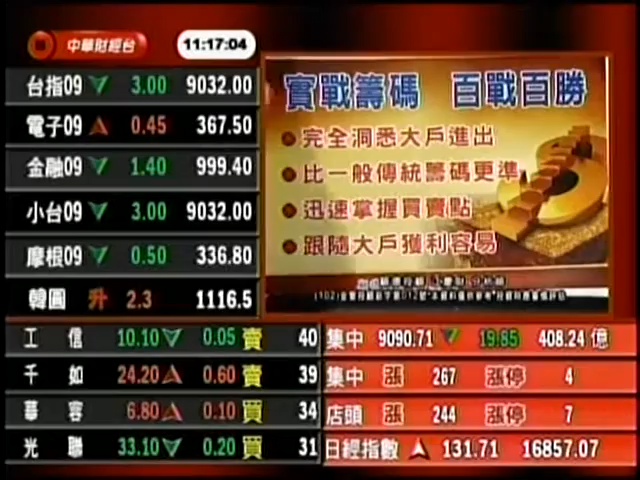 中華財經台 11:17:04
台指09 3.00 9032.00
電子09 0.45 367.50
金融09 1.40 999.40
小台09 3.00 9032.00
摩根09 0.50 336.80
韓圓 升 2.3 1116.5
實戰籌碼 百戰百勝
完全洞悉大戶進出
比一般傳統籌碼更準
迅速掌握買賣點
跟隨大戶獲利容易
工信 10.10 0.05 賣 40
千如 24.20 0.60 賣 39
華容 6.80 0.10 買 34
光聯 33.10 0.20 買 31
集中 9090.71 19.85 408.24 億
集中 漲 267 漲停 4
店頭 漲 244 漲停 7
日經指數 131.71 16857.07